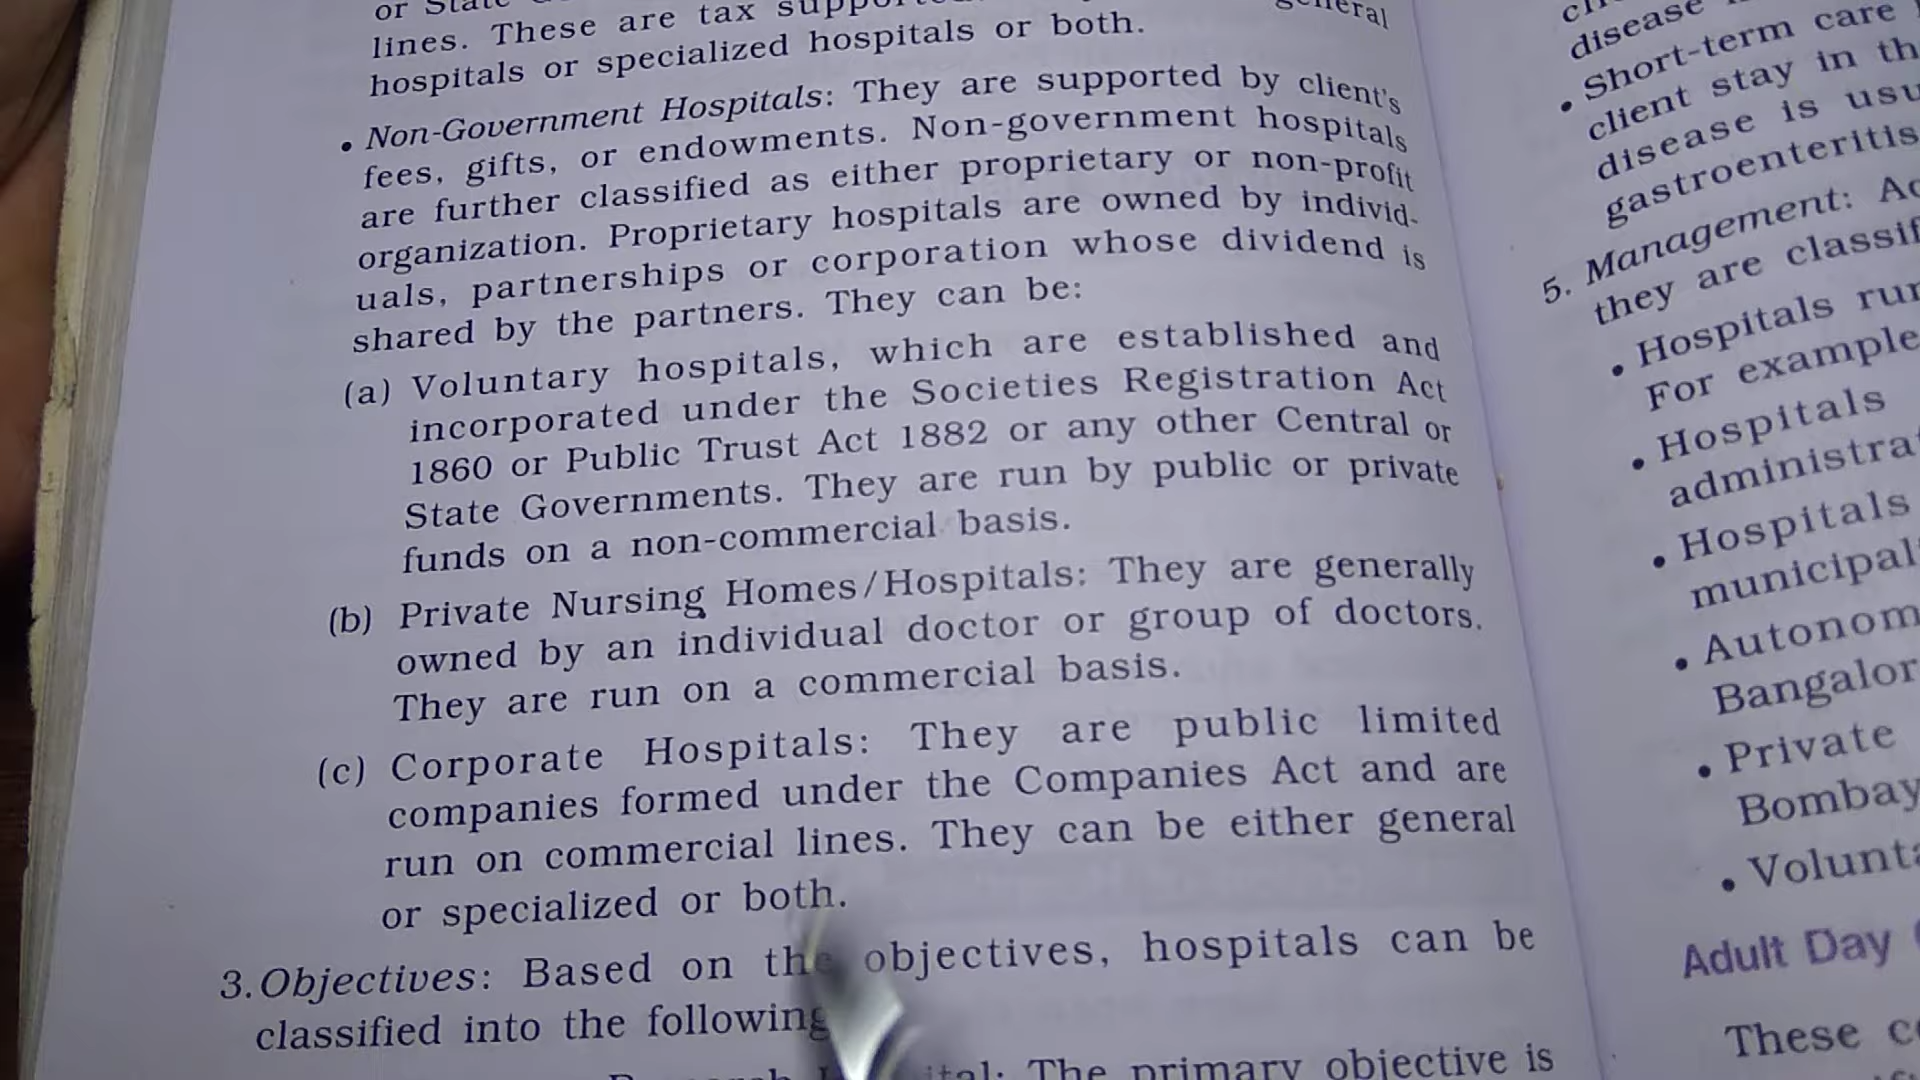 or State
lines. These are tax general
hospitals or specialized hospitals or both.
• Non-Government Hospitals: They are supported by client's
fees, gifts, or endowments. Non-government hospitals
are further classified as either proprietary or non-profit
organization. Proprietary hospitals are owned by individ-
uals, partnerships or corporation whose dividend is
shared by the partners. They can be:
(a) Voluntary hospitals, which are established and
incorporated under the Societies Registration Act
1860 or Public Trust Act 1882 or any other Central or
State Governments. They are run by public or private
funds on a non-commercial basis.
(b) Private Nursing Homes/Hospitals: They are generally
owned by an individual doctor or group of doctors.
They are run on a commercial basis.
(c) Corporate Hospitals: They are public limited
companies formed under the Companies Act and are
run on commercial lines. They can be either general
or specialized or both.
3. Objectives: Based on the objectives, hospitals can be
classified into the following
The primary objective is
disease
• Short-term care
client stay in
disease is
gastroenteritis
5. Management:
they are
• Hospitals
For example
• Hospitals
• Hospitals
• Private
Bombay
Adult Day
These